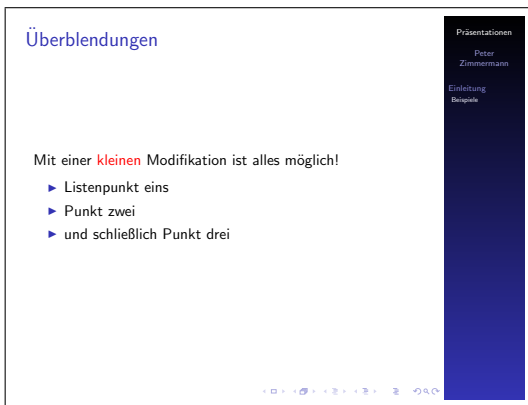 Überblendungen
Mit einer kleinen Modifikation ist alles möglich!
Listenpunkt eins
Punkt zwei
und schließlich Punkt drei
Präsentationen
Peter
Zimmermann
Einleitung
Beispiele